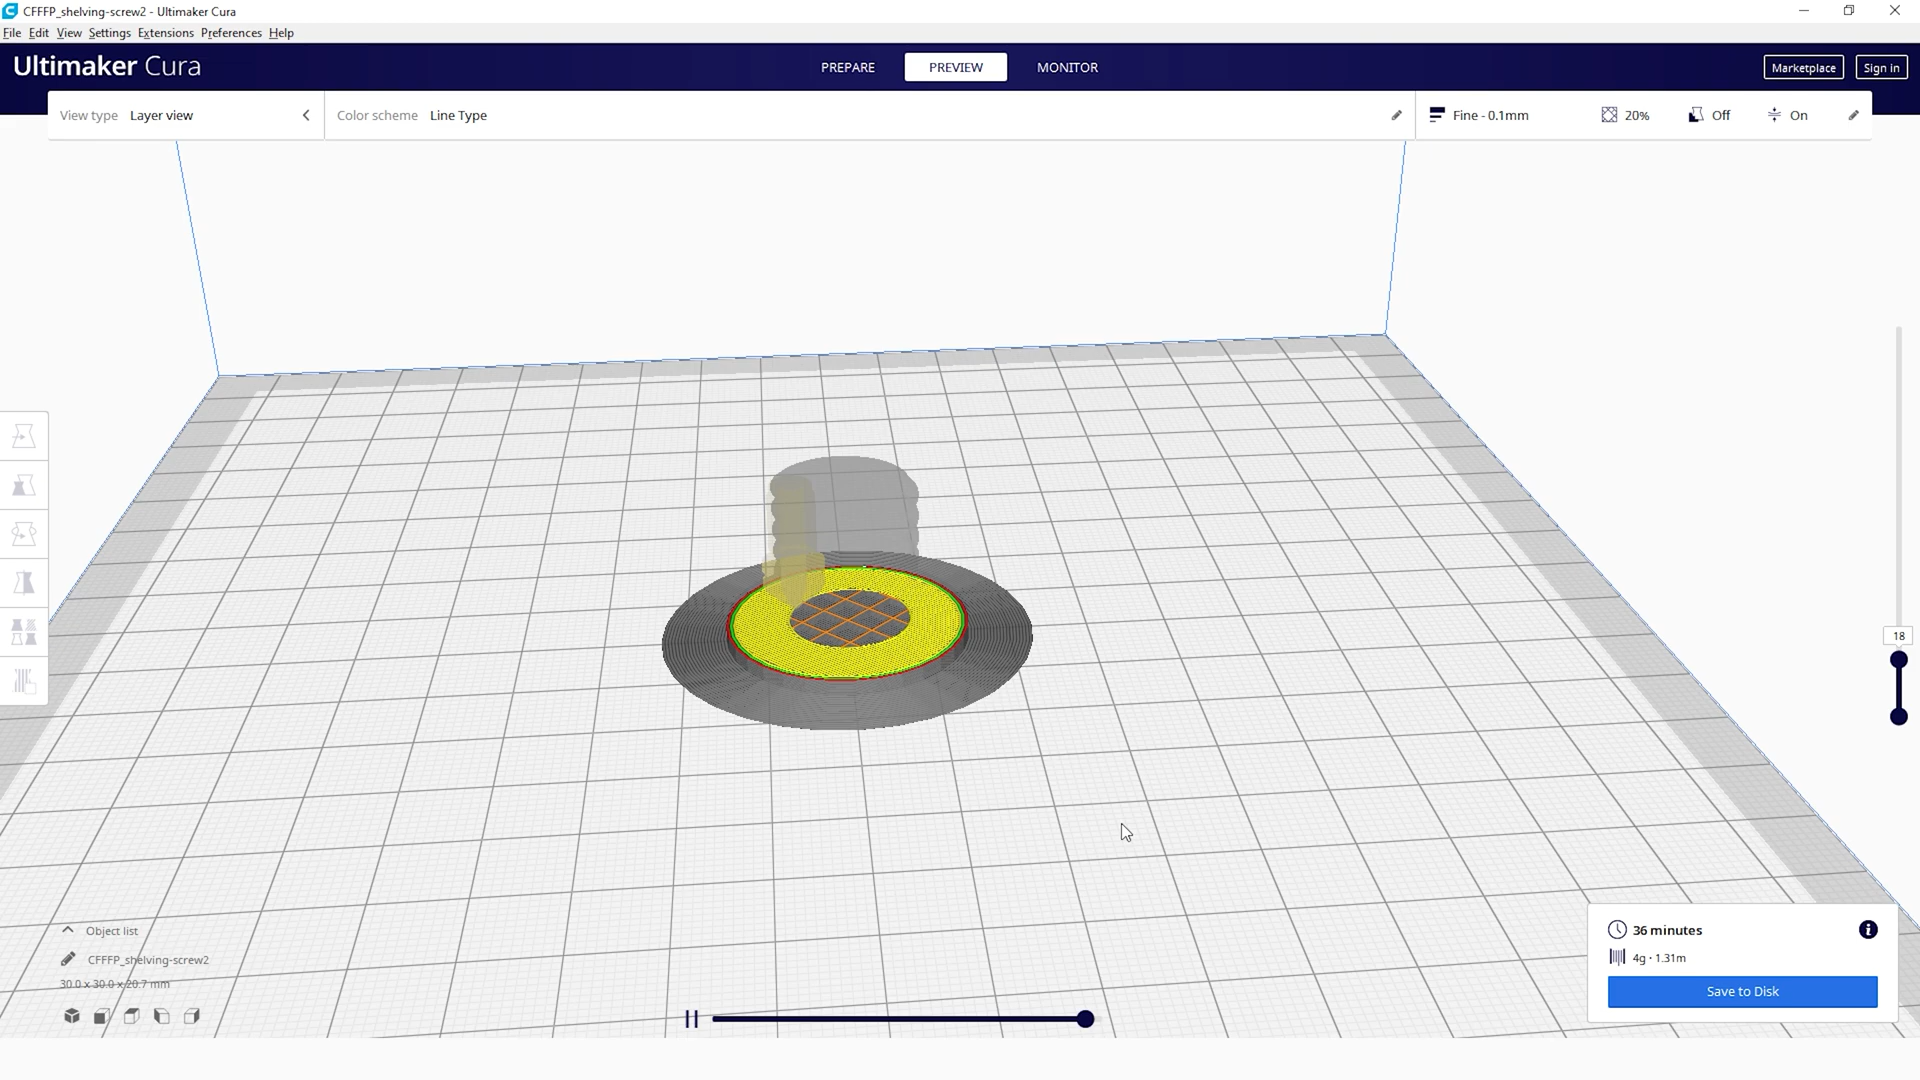 CFFFP_shelving-screw2 - Ultimaker Cura
File Edit View Settings Extensions Preferences Help
Ultimaker Cura
PREPARE PREVIEW MONITOR
Marketplace Sign in
View type Layer view
Color scheme Line Type
Fine - 0.1mm 20% Off On
18
Object list
CFFFP_shelving-screw2
30.0 x 30.0 x 20.7 mm
36 minutes
4g · 1.31m
Save to Disk